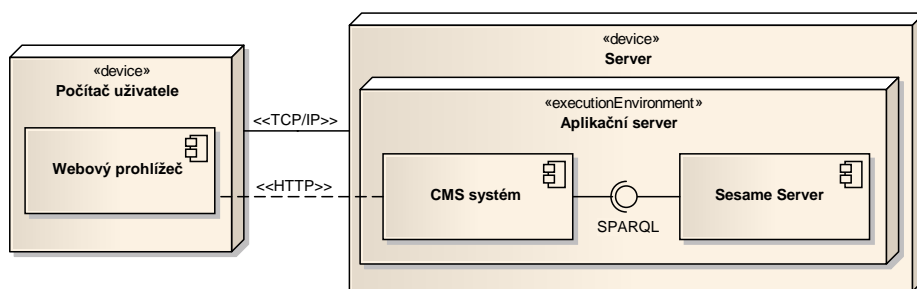 «device»
Server
«device»
Počítač uživatele
«executionEnvironment»
Aplikační server
<<TCP/IP>>
Webový prohlížeč
<<HTTP>>
CMS systém
Sesame Server
SPARQL